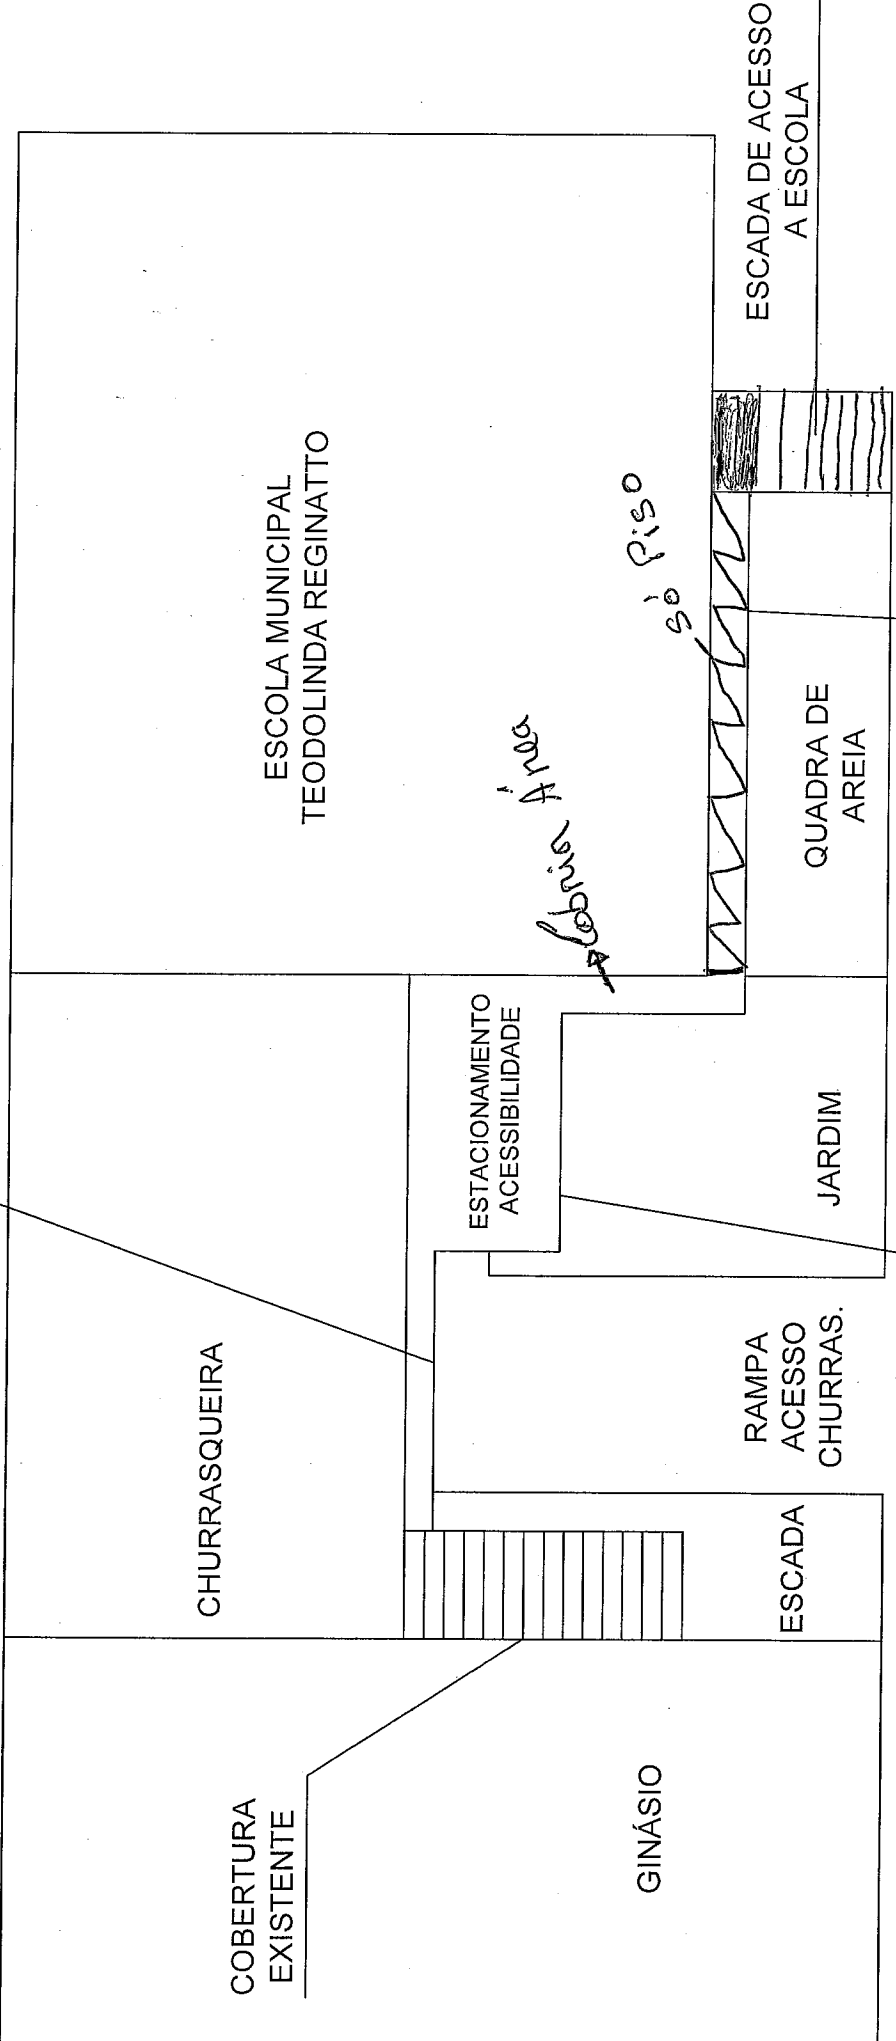 COBERTURA
EXISTENTE
GINÁSIO
CHURRASQUEIRA
ESCADA
RAMPA
ACESSO
CHURRAS.
ESTACIONAMENTO
ACESSIBILIDADE
JARDIM
ESCOLA MUNICIPAL
TEODOLINDA REGINATTO
Cobrir Área
Só Piso
QUADRA DE
AREIA
ESCADA DE ACESSO
A ESCOLA